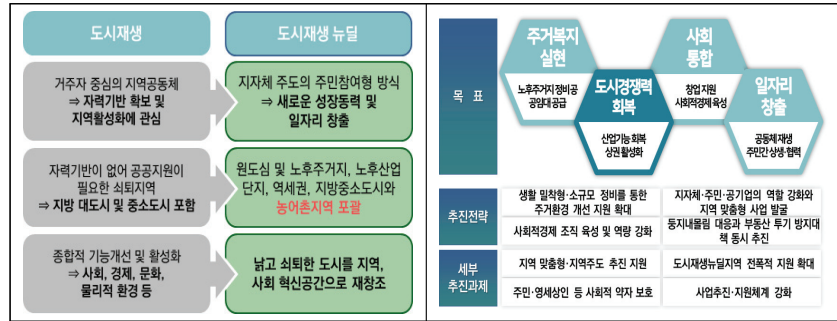 도시재생
도시재생 뉴딜
거주자 중심의 지역공동체
⇒ 자력기반 확보 및
지역활성화에 관심
지자체 주도의 주민참여형 방식
⇒ 새로운 성장동력 및
일자리 창출
자력기반이 없어 공공지원이
필요한 쇠퇴지역
⇒ 지방 대도시 및 중소도시 포함
원도심 및 노후주거지, 노후산업
단지, 역세권, 지방중소도시와
농어촌지역 포괄
종합적 기능개선 및 활성화
⇒ 사회, 경제, 문화,
물리적 환경 등
낡고 쇠퇴한 도시를 지역,
사회 혁신공간으로 재창조
목 표
주거복지
실현
노후주거지 정비 공
공임대 공급
도시경쟁력
회복
산업기능 회복
상권 활성화
사회
통합
창업 지원
사회적경제 육성
일자리
창출
공동체 재생
주민간 상생·협력
추진전략
생활 밀착형·소규모 정비를 통한
주거환경 개선 지원 확대
지자체·주민·공기업의 역할 강화와
지역 맞춤형 사업 발굴
사회적경제 조직 육성 및 역량 강화
둥지내몰림 대응과 부동산 투기 방지대
책 동시 추진
세부
추진과제
지역 맞춤형·지역주도 추진 지원
도시재생뉴딜지역 전폭적 지원 확대
주민·영세상인 등 사회적 약자 보호
사업추진·지원체계 강화